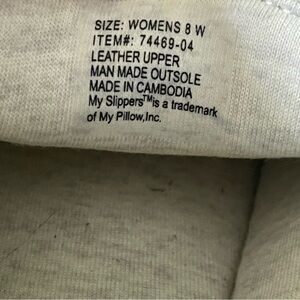 SIZE: WOMENS 8 W
ITEM#: 74469-04
LEATHER UPPER
MAN MADE OUTSOLE
MADE IN CAMBODIA
My Slippers™is a trademark
of My Pillow,Inc.